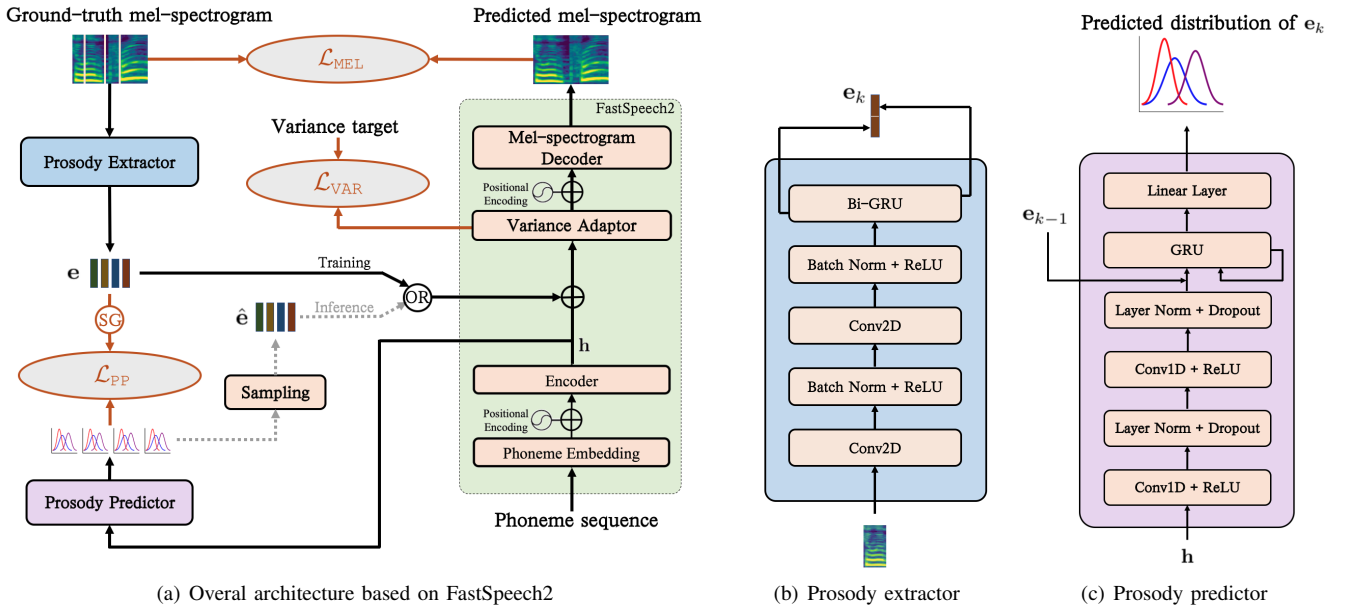 Ground-truth mel-spectrogram
Predicted mel-spectrogram
ℒ_MEL
FastSpeech2
Variance target
Mel-spectrogram
Decoder
Prosody Extractor
ℒ_VAR
Positional
Encoding
Variance Adaptor
e
Training
OR
ê
Inference
SG
h
ℒ_PP
Encoder
Sampling
Positional
Encoding
Phoneme Embedding
Prosody Predictor
Phoneme sequence
(a) Overal architecture based on FastSpeech2
e_k
Bi-GRU
Batch Norm + ReLU
Conv2D
Batch Norm + ReLU
Conv2D
(b) Prosody extractor
Predicted distribution of e_k
Linear Layer
e_{k-1}
GRU
Layer Norm + Dropout
Conv1D + ReLU
Layer Norm + Dropout
Conv1D + ReLU
h
(c) Prosody predictor